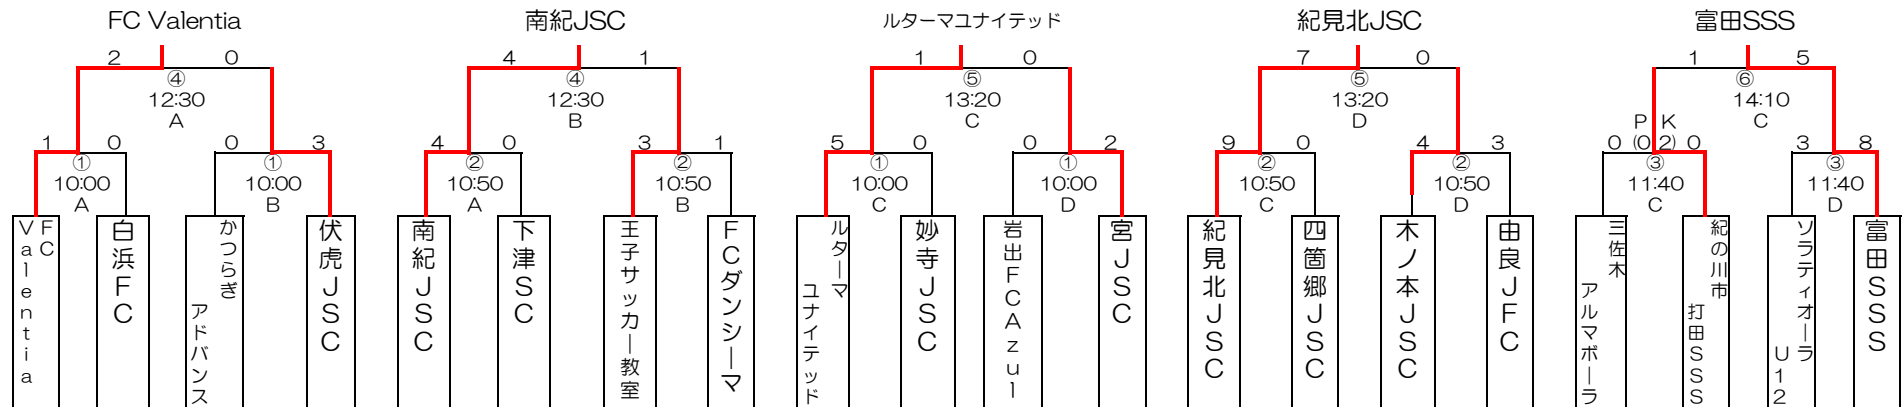 FC Valentia
南紀JSC
ルターマユナイテッド
紀見北JSC
富田SSS
2 0
4 1
1 0
7 0
1 5
④
④
⑤
⑤
⑥
12:30
12:30
13:20
13:20
14:10
A
B
C
D
C
P K
1 0
0 3
4 0
3 1
5 0
0 2
9 0
4 3
0 (0 2) 0
3 8
①
①
②
②
①
①
②
②
③
③
10:00
10:00
10:50
10:50
10:00
10:00
10:50
10:50
11:40
11:40
A
B
A
B
C
D
C
D
C
D
FC
Valentia
白浜FC
かつらぎ
アドバンス
伏虎JSC
南紀JSC
下津SC
王子サッカー教室
FCダンシーマ
ルターマ
ユナイテッド
妙寺JSC
岩出FCAzul
宮JSC
紀見北JSC
四箇郷JSC
木ノ本JSC
由良JFC
三佐木
アルマボーラ
紀の川市
打田SSS
ソラティオーラ
U12
富田SSS